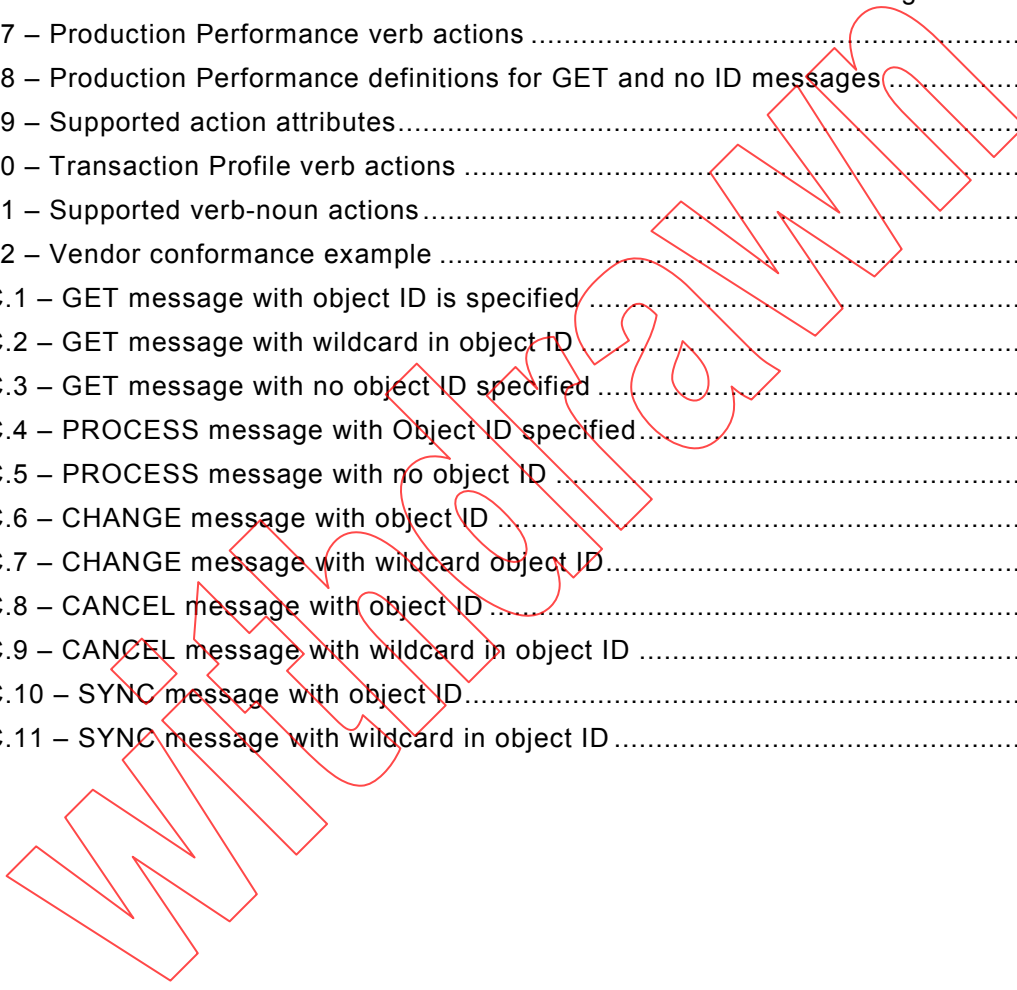 7 – Production Performance verb actions ............................................................
8 – Production Performance definitions for GET and no ID messages ................
9 – Supported action attributes............................................................................
0 – Transaction Profile verb actions ....................................................................
1 – Supported verb-noun actions.........................................................................
2 – Vendor conformance example .......................................................................
C.1 – GET message with object ID is specified .....................................................
C.2 – GET message with wildcard in object ID ......................................................
C.3 – GET message with no object ID specified ....................................................
C.4 – PROCESS message with Object ID specified...............................................
C.5 – PROCESS message with no object ID .........................................................
C.6 – CHANGE message with object ID ................................................................
C.7 – CHANGE message with wildcard object ID...................................................
C.8 – CANCEL message with object ID .................................................................
C.9 – CANCEL message with wildcard in object ID ...............................................
C.10 – SYNC message with object ID....................................................................
C.11 – SYNC message with wildcard in object ID ..................................................
withdrawn